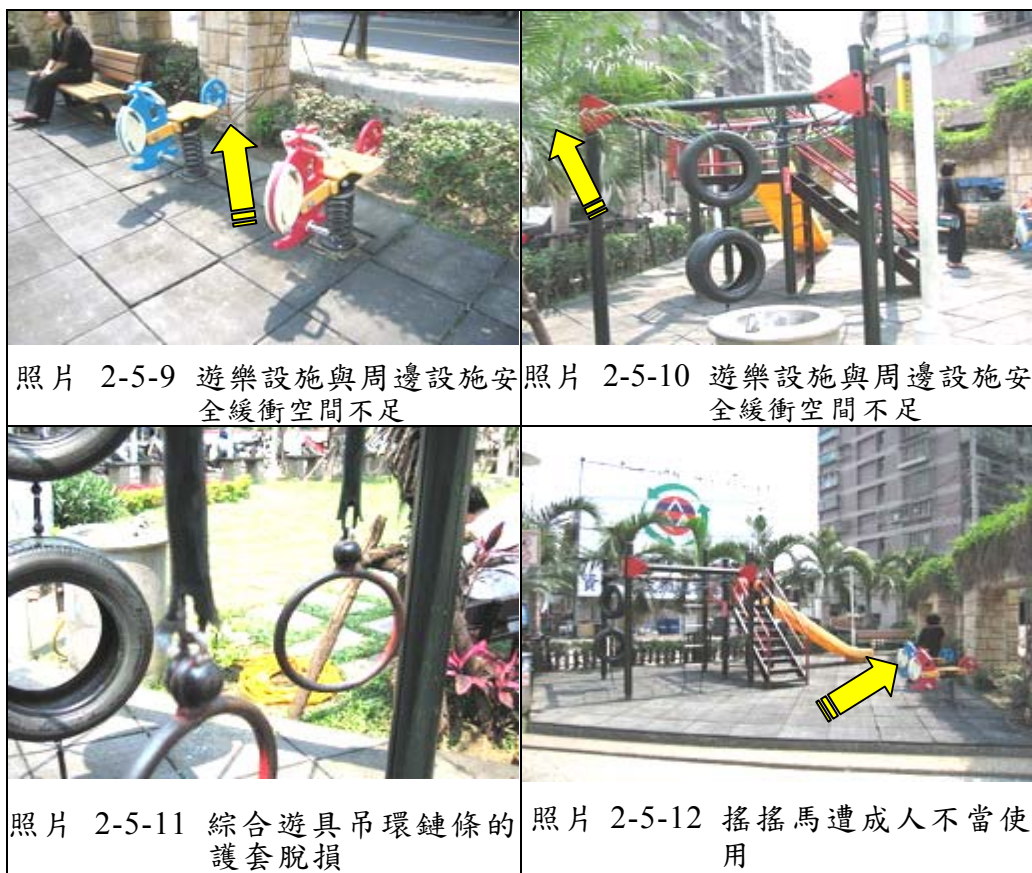 照片 2-5-9 遊樂設施與周邊設施安
全緩衝空間不足
照片 2-5-10 遊樂設施與周邊設施安
全緩衝空間不足
照片 2-5-11 綜合遊具吊環鏈條的
護套脫損
照片 2-5-12 搖搖馬遭成人不當使
用
資